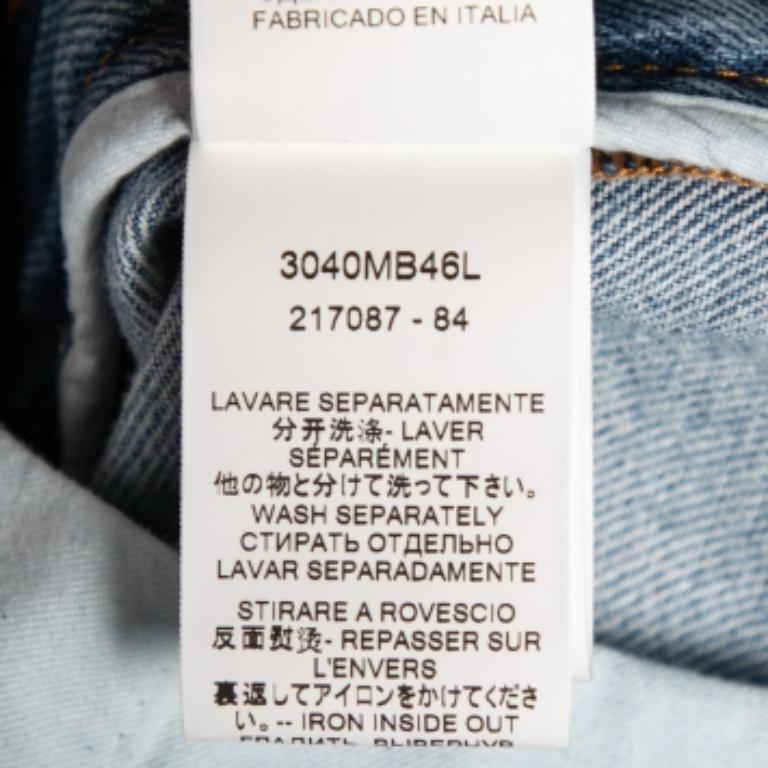 FABRICADO EN ITALIA
3040MB46L
217087 - 84
LAVARE SEPARATAMENTE
分开洗涤- LAVER
SÉPARÉMENT
他の物と分けて洗って下さい。
WASH SEPARATELY
СТИРАТЬ ОТДЕЛЬНО
LAVAR SEPARADAMENTE
STIRARE A ROVESCIO
反面熨烫- REPASSER SUR
L'ENVERS
裏返してアイロンをかけてくださ
い。-- IRON INSIDE OUT